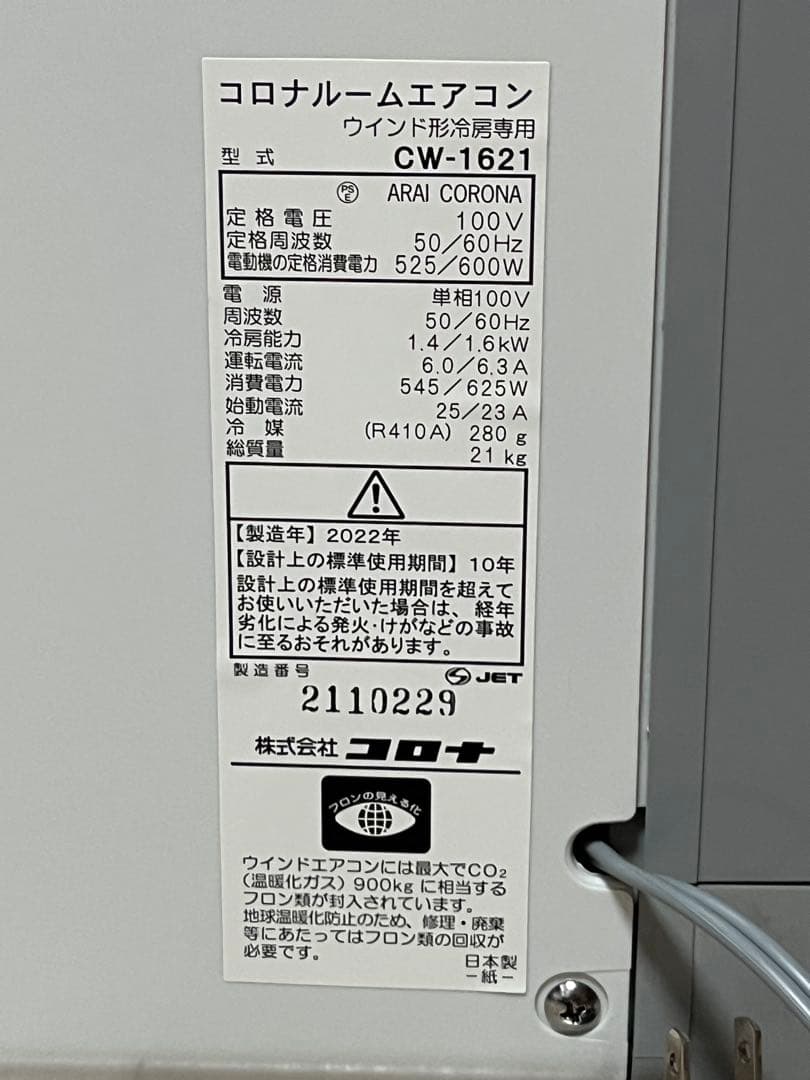 コロナルームエアコン
ウインド形冷房専用
型式 CW-1621
PSE ARAI CORONA
定格電圧 100V
定格周波数 50/60Hz
電動機の定格消費電力 525/600W
電源 単相100V
周波数 50/60Hz
冷房能力 1.4/1.6kW
運転電流 6.0/6.3A
消費電力 545/625W
始動電流 25/23A
冷媒 (R410A) 280g
総質量 21kg
【製造年】2022年
【設計上の標準使用期間】10年
設計上の標準使用期間を超えて
お使いいただいた場合は、経年
劣化による発火・けがなどの事故
に至るおそれがあります。
製造番号 JET
2110229
株式会社 コロナ
フロンの見える化
ウインドエアコンには最大でCO₂
(温暖化ガス)900kgに相当する
フロン類が封入されています。
地球温暖化防止のため、修理・廃棄
等にあたってはフロン類の回収が
必要です。
日本製
-紙-